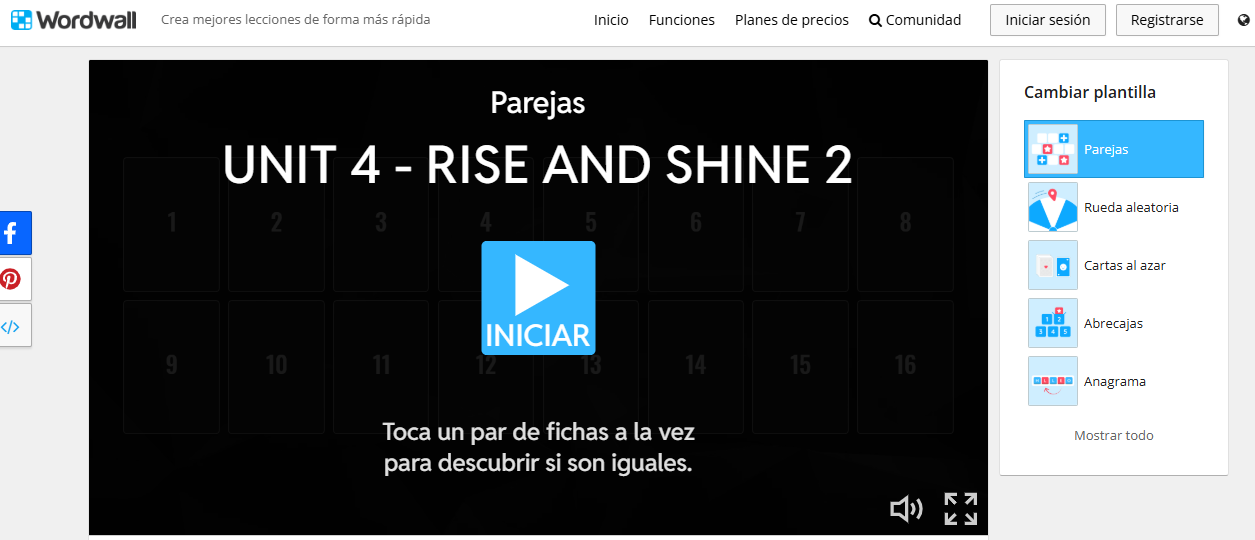 Wordwall Crea mejores lecciones de forma más rápida Inicio Funciones Planes de precios Comunidad Iniciar sesión Registrarse
Parejas
UNIT 4 - RISE AND SHINE 2
1 2 3 4 5 6 7 8
INICIAR
9 10 11 12 13 14 15 16
Toca un par de fichas a la vez
para descubrir si son iguales.
Cambiar plantilla
Parejas
Rueda aleatoria
Cartas al azar
Abrecajas
Anagrama
Mostrar todo